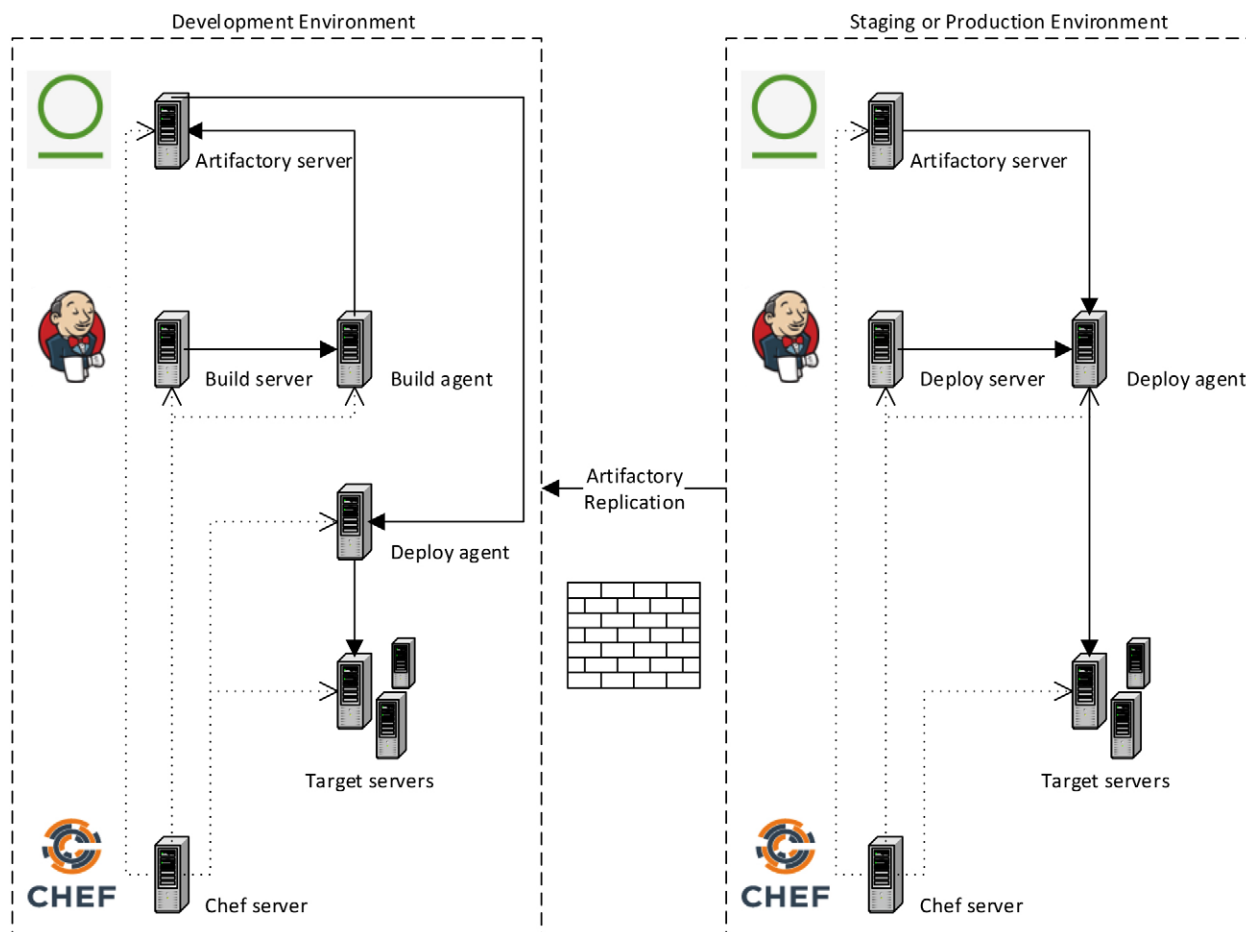 Development Environment
Staging or Production Environment
Artifactory server
Artifactory server
Build server
Build agent
Deploy server
Deploy agent
Artifactory
Replication
Deploy agent
Target servers
Target servers
CHEF
Chef server
CHEF
Chef server